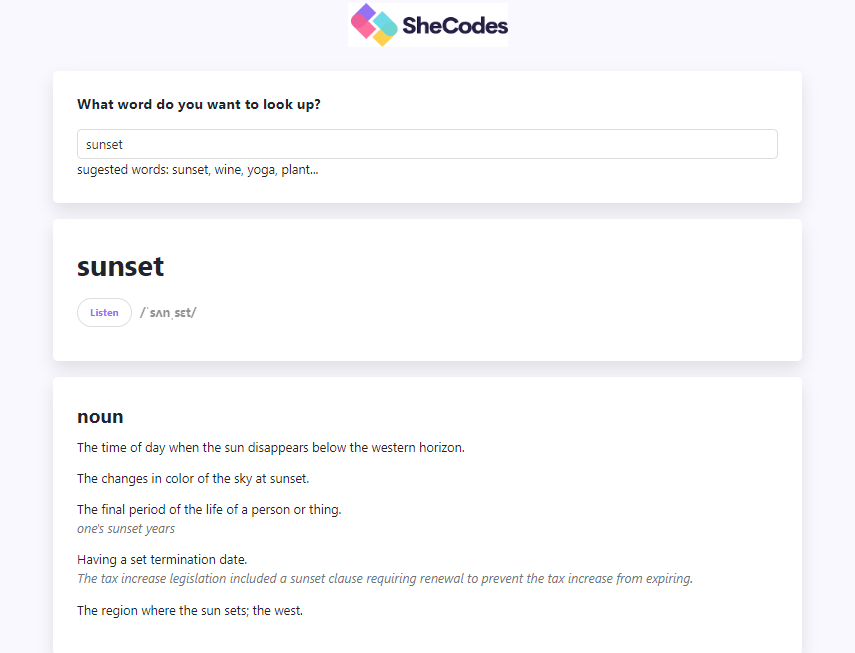 SheCodes
What word do you want to look up?
sunset
sugested words: sunset, wine, yoga, plant...
sunset
Listen /ˈsʌnˌsɛt/
noun
The time of day when the sun disappears below the western horizon.
The changes in color of the sky at sunset.
The final period of the life of a person or thing.
one's sunset years
Having a set termination date.
The tax increase legislation included a sunset clause requiring renewal to prevent the tax increase from expiring.
The region where the sun sets; the west.